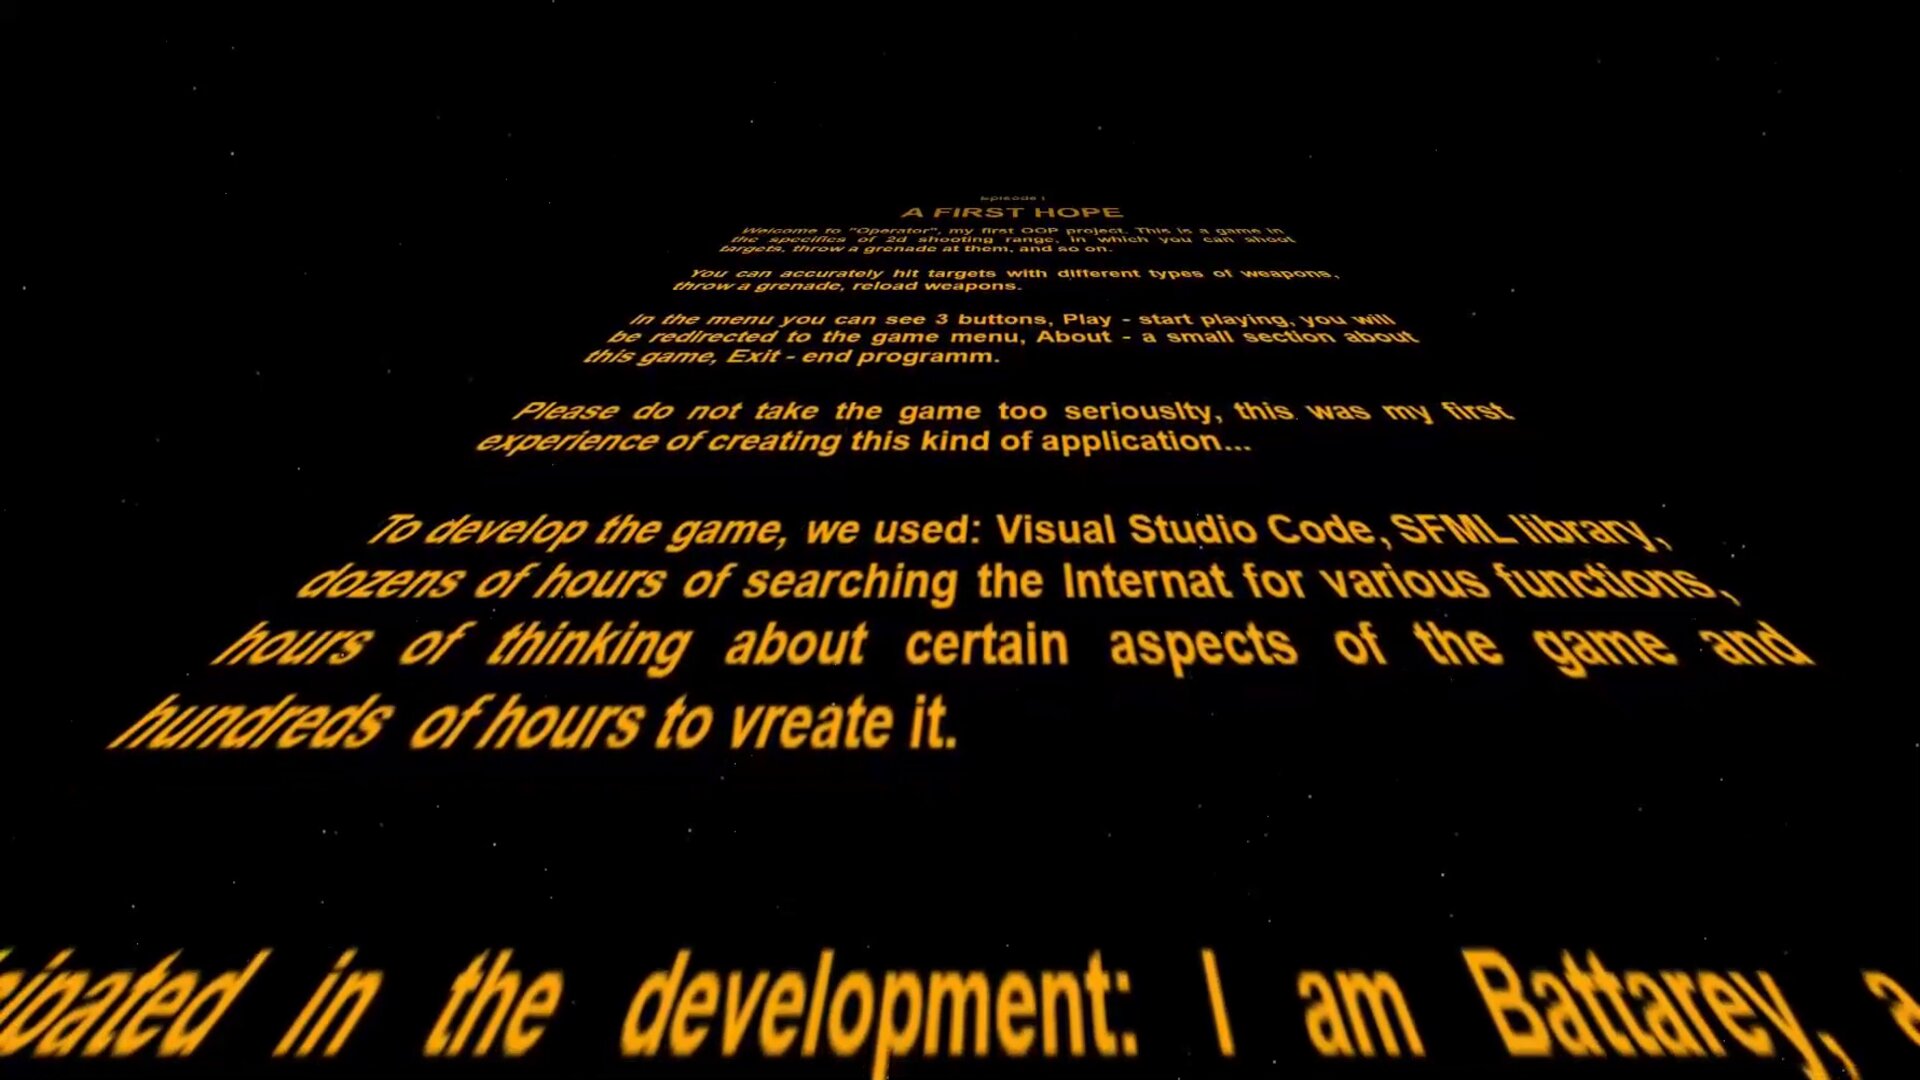 Episode I
A FIRST HOPE
Welcome to "Operator", my first OOP project. This is a game in
the specifics of 2d shooting range, in which you can shoot
targets, throw a grenade at them, and so on.
You can accurately hit targets with different types of weapons,
throw a grenade, reload weapons.
In the menu you can see 3 buttons, Play - start playing, you will
be redirected to the game menu, About - a small section about
this game, Exit - end programm.
Please do not take the game too seriouslty, this was my first
experience of creating this kind of application...
To develop the game, we used: Visual Studio Code, SFML library,
dozens of hours of searching the Internat for various functions,
hours of thinking about certain aspects of the game and
hundreds of hours to vreate it.
in the development: I am Battarey,